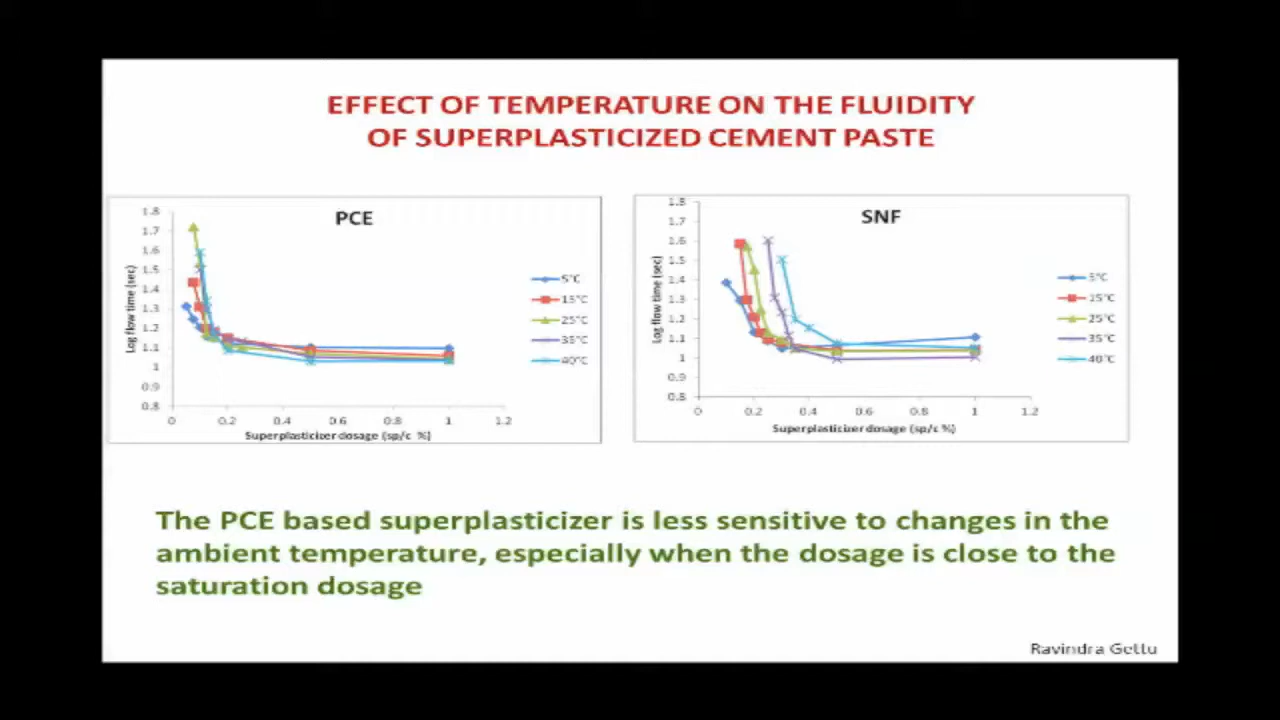 EFFECT OF TEMPERATURE ON THE FLUIDITY
OF SUPERPLASTICIZED CEMENT PASTE
PCE
1.8
1.7
1.6
1.5
1.4
1.3
1.2
1.1
1
0.9
0.8
Log flow time (sec)
0 0.2 0.4 0.6 0.8 1 1.2
Superplasticizer dosage (sp/c %)
5°C
15°C
25°C
35°C
40°C
SNF
1.8
1.7
1.6
1.5
1.4
1.3
1.2
1.1
1
0.9
0.8
Log flow time (sec)
0 0.2 0.4 0.6 0.8 1 1.2
Superplasticizer dosage (sp/c %)
5°C
15°C
25°C
35°C
40°C
The PCE based superplasticizer is less sensitive to changes in the
ambient temperature, especially when the dosage is close to the
saturation dosage
Ravindra Gettu